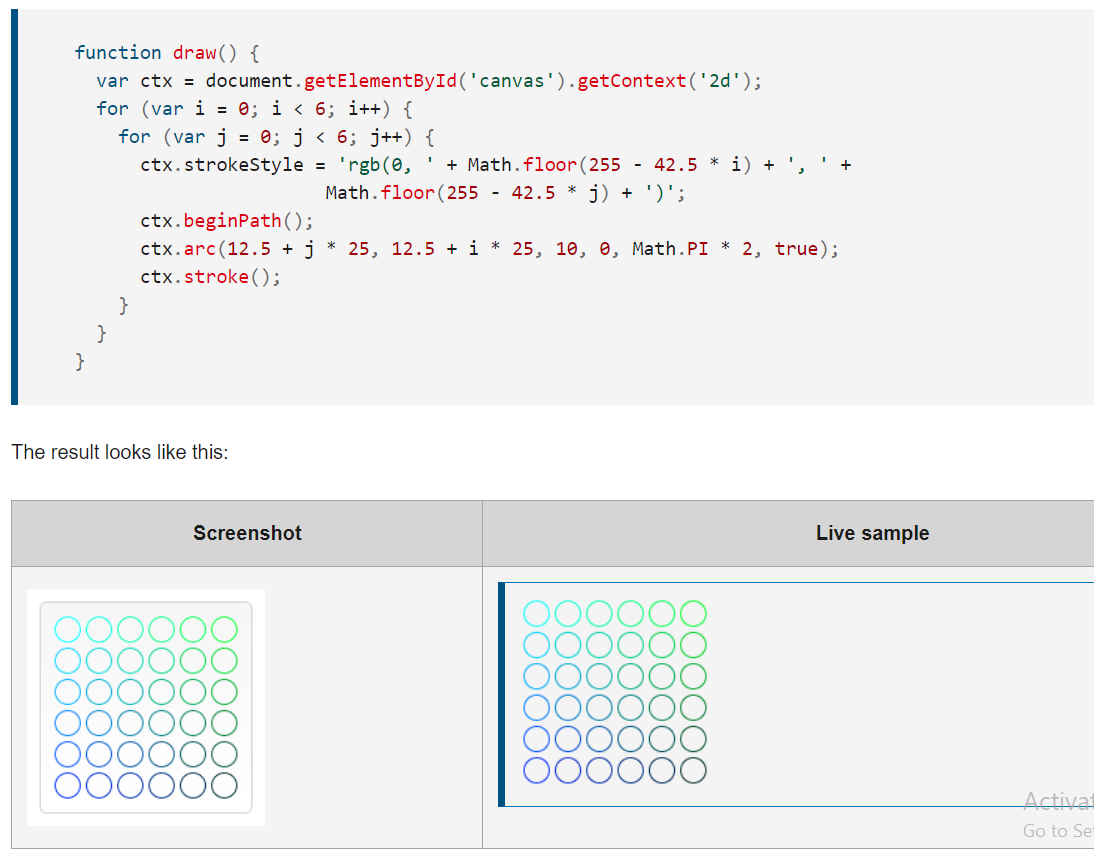 function draw() {
  var ctx = document.getElementById('canvas').getContext('2d');
  for (var i = 0; i < 6; i++) {
    for (var j = 0; j < 6; j++) {
      ctx.strokeStyle = 'rgb(0, ' + Math.floor(255 - 42.5 * i) + ', ' +
                       Math.floor(255 - 42.5 * j) + ')';
      ctx.beginPath();
      ctx.arc(12.5 + j * 25, 12.5 + i * 25, 10, 0, Math.PI * 2, true);
      ctx.stroke();
    }
  }
}
The result looks like this:
Screenshot
Live sample
Activat
Go to Se